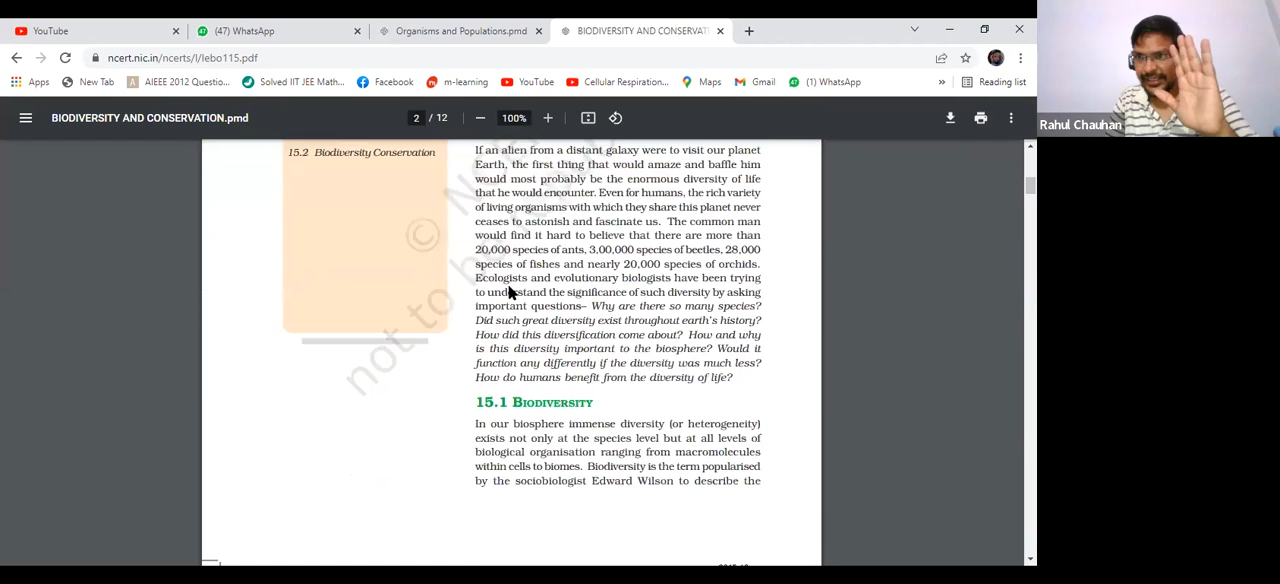 YouTube
(47) WhatsApp
Organisms and Populations.pmd
BIODIVERSITY AND CONSERVAT
ncert.nic.in/ncerts/l/lebo115.pdf
Apps
New Tab
AIEEE 2012 Questio...
Solved IIT JEE Math...
Facebook
m-learning
YouTube
Cellular Respiration...
Maps
Gmail
(1) WhatsApp
»
Reading list
BIODIVERSITY AND CONSERVATION.pmd
2 / 12
100%
Rahul Chauhan
15.2 Biodiversity Conservation
If an alien from a distant galaxy were to visit our planet
Earth, the first thing that would amaze and baffle him
would most probably be the enormous diversity of life
that he would encounter. Even for humans, the rich variety
of living organisms with which they share this planet never
ceases to astonish and fascinate us. The common man
would find it hard to believe that there are more than
20,000 species of ants, 3,00,000 species of beetles, 28,000
species of fishes and nearly 20,000 species of orchids.
Ecologists and evolutionary biologists have been trying
to understand the significance of such diversity by asking
important questions– Why are there so many species?
Did such great diversity exist throughout earth's history?
How did this diversification come about? How and why
is this diversity important to the biosphere? Would it
function any differently if the diversity was much less?
How do humans benefit from the diversity of life?
15.1 BIODIVERSITY
In our biosphere immense diversity (or heterogeneity)
exists not only at the species level but at all levels of
biological organisation ranging from macromolecules
within cells to biomes. Biodiversity is the term popularised
by the sociobiologist Edward Wilson to describe the
© N
not to be